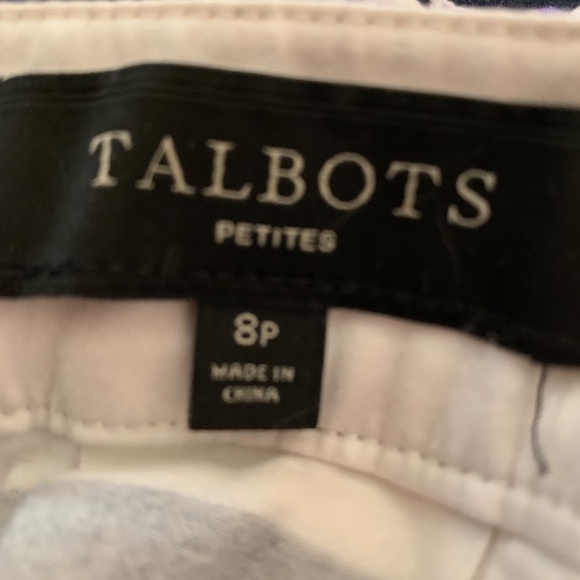 TALBOTS
PETITES
8P
MADE IN
CHINA